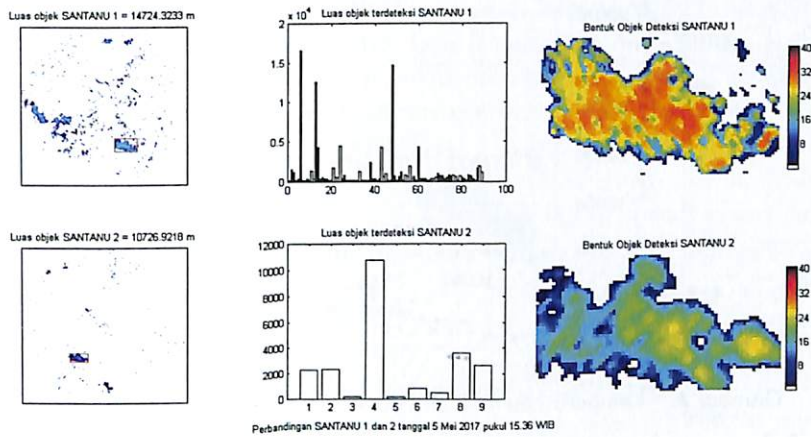 Luas objek SANTANU 1 = 14724.3233 m
Luas objek terdeteksi SANTANU 1
x 10^4
2
1.5
1
0.5
0
0 20 40 60 80 100
Bentuk Objek Deteksi SANTANU 1
40
32
24
16
8
Luas objek SANTANU 2 = 10726.9218 m
Luas objek terdeteksi SANTANU 2
12000
10000
8000
6000
4000
2000
0
1 2 3 4 5 6 7 8 9
Bentuk Objek Deteksi SANTANU 2
40
32
24
16
8
Perbandingan SANTANU 1 dan 2 tanggal 5 Mei 2017 pukul 15.36 WIB